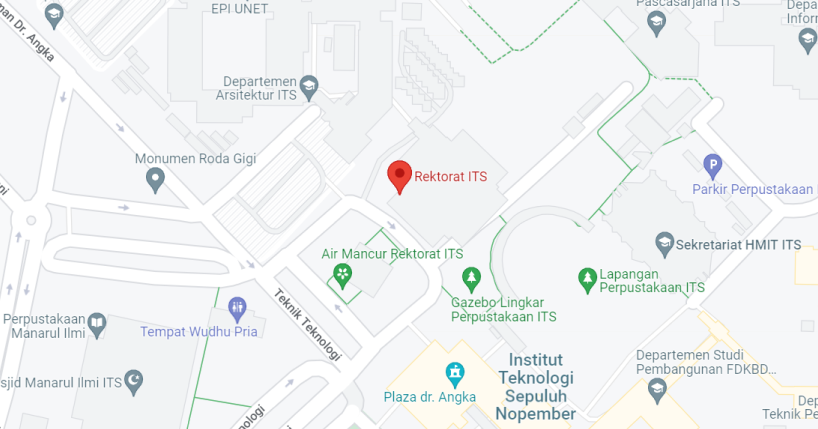 EPI UNET
Pascasarjana ITS
man Dr. Angka
Depa
Inform
Departemen
Arsitektur ITS
Monumen Roda Gigi
Rektorat ITS
Parkir Perpustakaan I
ni
Sekretariat HMIT ITS
Air Mancur Rektorat ITS
Lapangan
Perpustakaan ITS
Gazebo Lingkar
Perpustakaan ITS
Teknik Teknologi
Perpustakaan
Manarul Ilmi
Tempat Wudhu Pria
Institut
Teknologi
Sepuluh
Nopember
Departemen Studi
Pembangunan FDKBD...
sjid Manarul Ilmi ITS
Plaza dr. Angka
Dep
Teknik Pe
nologi
P